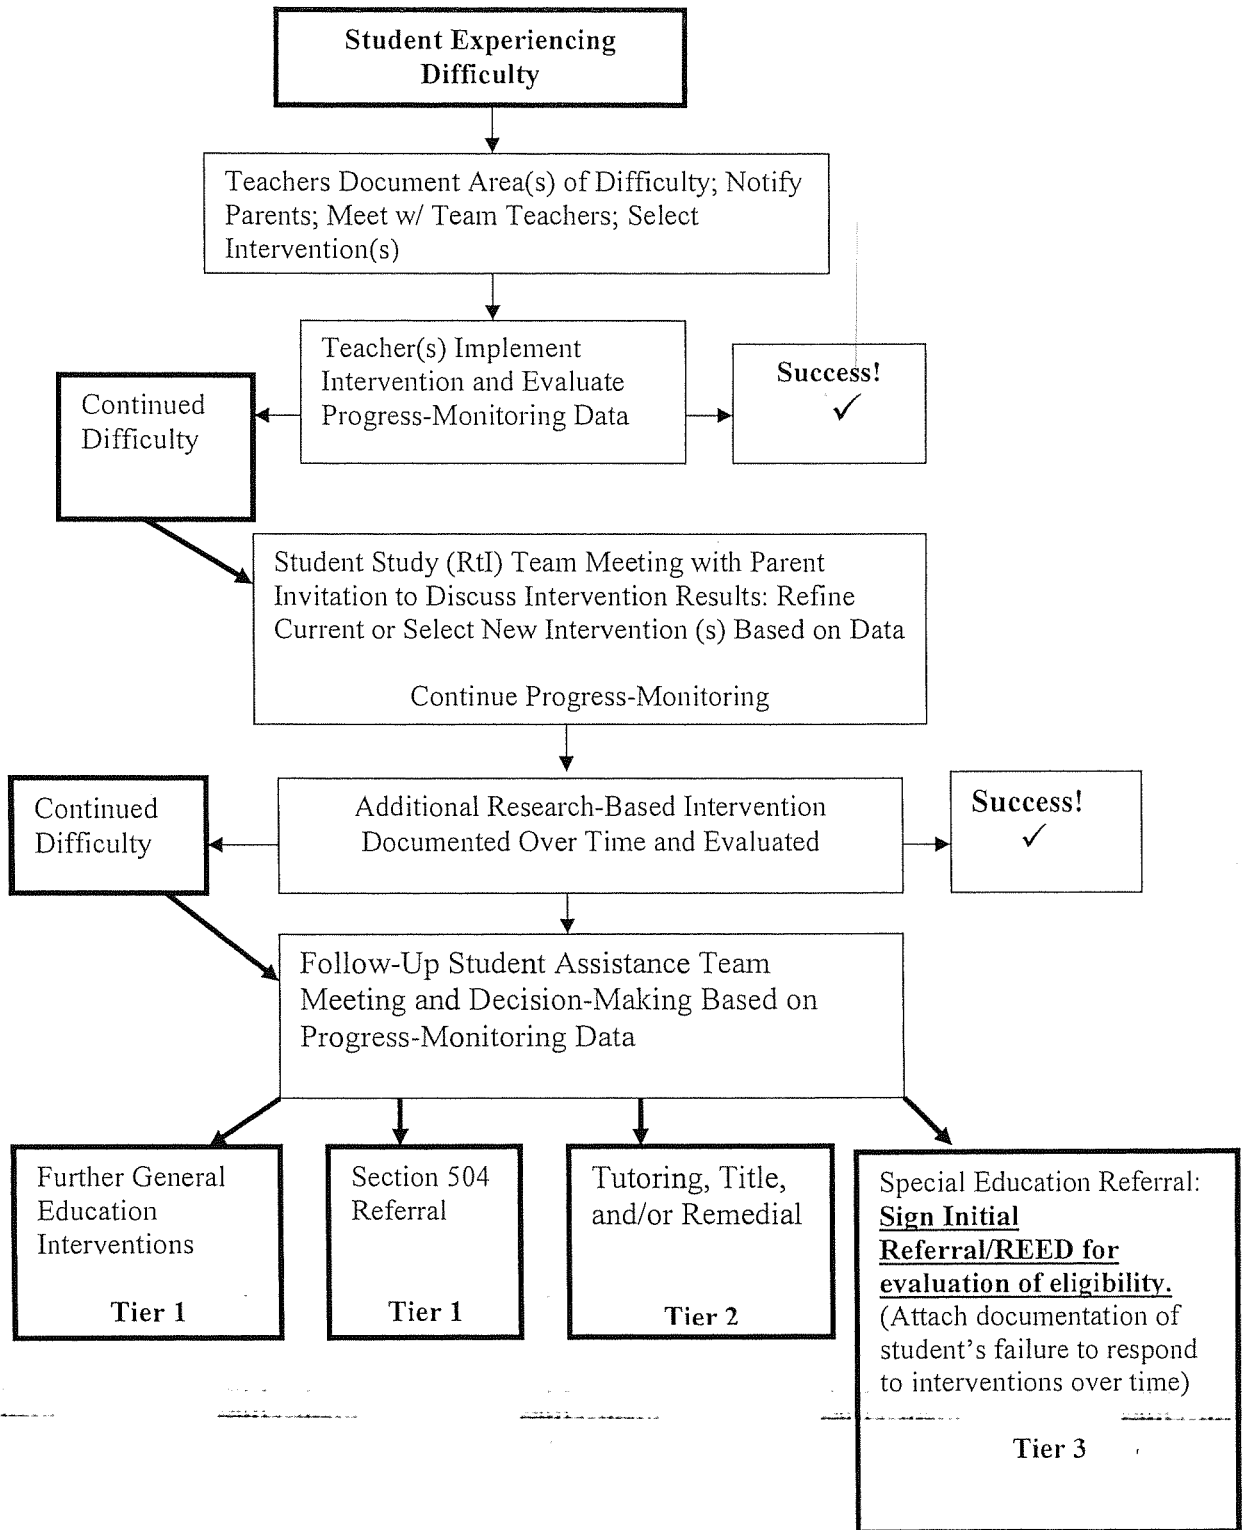 Student Experiencing
Difficulty
Teachers Document Area(s) of Difficulty; Notify
Parents; Meet w/ Team Teachers; Select
Intervention(s)
Teacher(s) Implement
Intervention and Evaluate
Progress-Monitoring Data
Success!
✓
Continued
Difficulty
Student Study (RtI) Team Meeting with Parent
Invitation to Discuss Intervention Results: Refine
Current or Select New Intervention (s) Based on Data
Continue Progress-Monitoring
Continued
Difficulty
Additional Research-Based Intervention
Documented Over Time and Evaluated
Success!
✓
Follow-Up Student Assistance Team
Meeting and Decision-Making Based on
Progress-Monitoring Data
Further General
Education
Interventions
Tier 1
Section 504
Referral
Tier 1
Tutoring, Title,
and/or Remedial
Tier 2
Special Education Referral:
Sign Initial
Referral/REED for
evaluation of eligibility.
(Attach documentation of
student's failure to respond
to interventions over time)
Tier 3